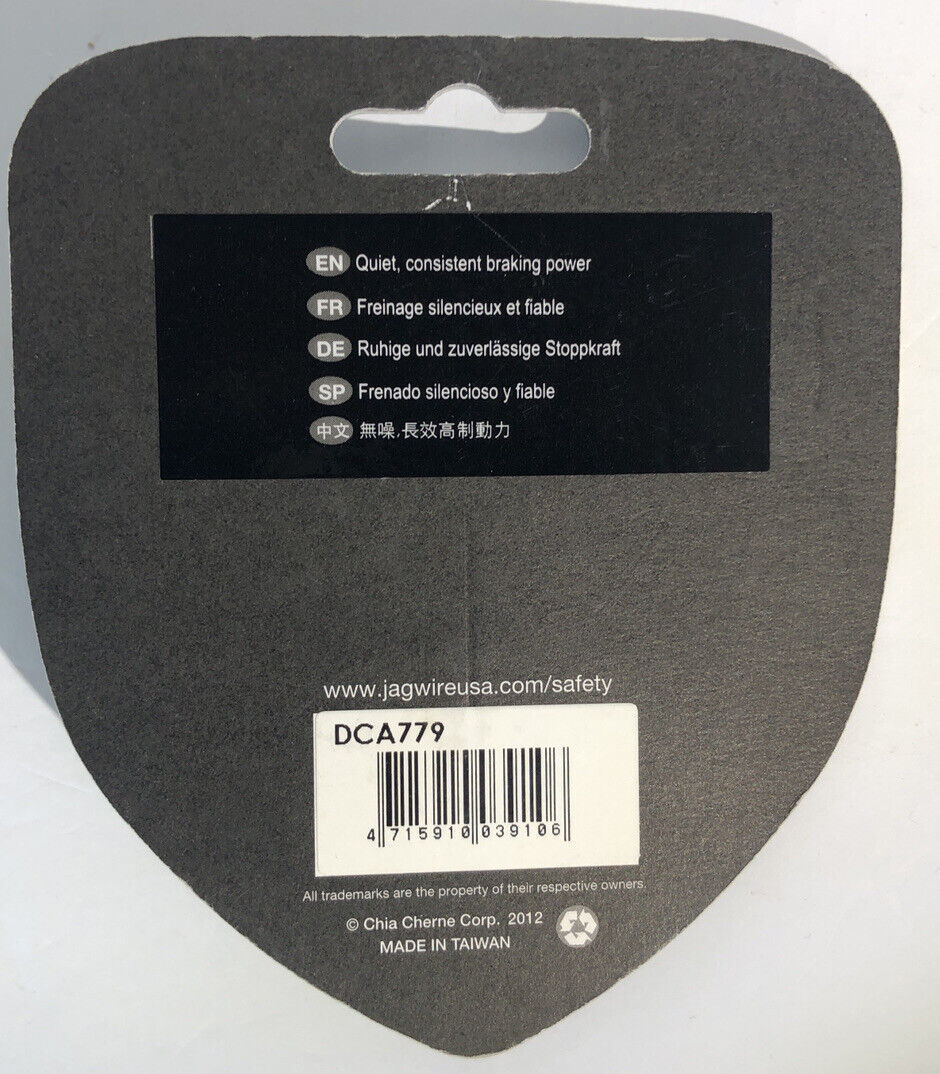 EN Quiet, consistent braking power
FR Freinage silencieux et fiable
DE Ruhige und zuverlässige Stoppkraft
SP Frenado silencioso y fiable
中文 無噪,長效高制動力
www.jagwireusa.com/safety
DCA779
4 715910 039106
All trademarks are the property of their respective owners.
© Chia Cherne Corp. 2012
MADE IN TAIWAN